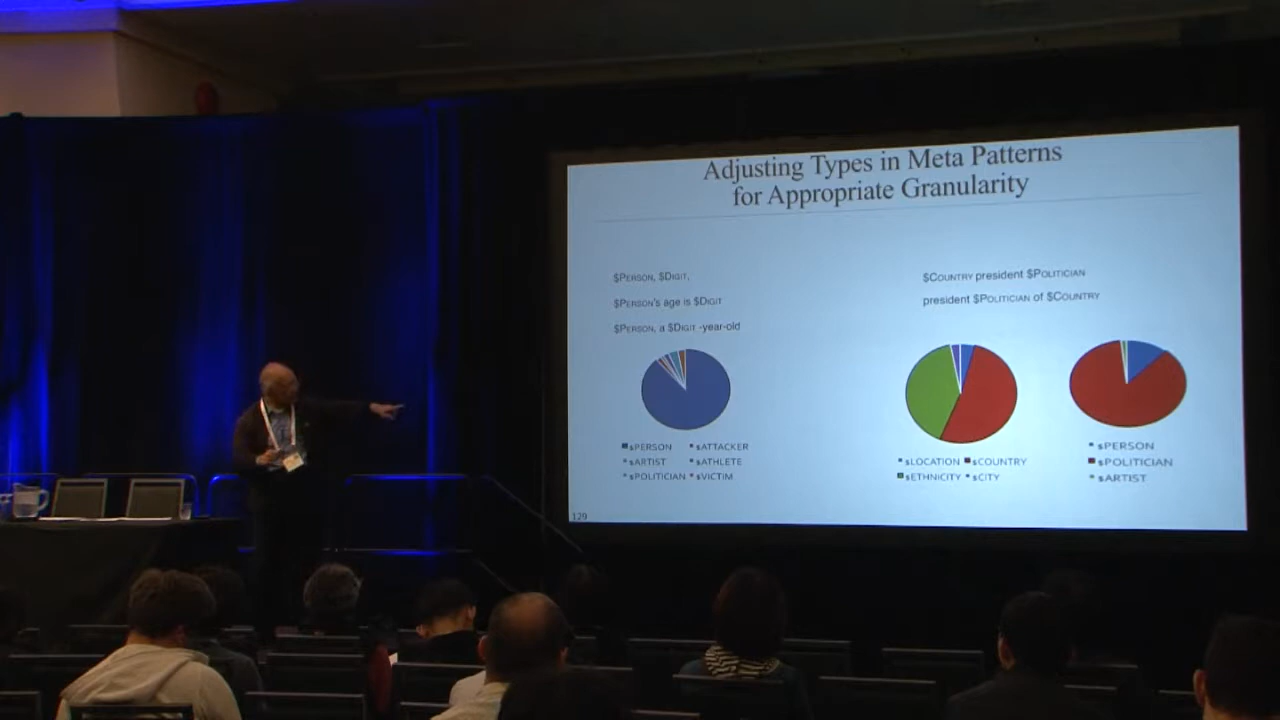 Adjusting Types in Meta Patterns
for Appropriate Granularity
$PERSON, $DIGIT,
$PERSON's age is $DIGIT
$PERSON, a $DIGIT -year-old
$COUNTRY president $POLITICIAN
president $POLITICIAN of $COUNTRY
$PERSON $ATTACKER
$ARTIST $ATHLETE
$POLITICIAN $VICTIM
$LOCATION $COUNTRY
$ETHNICITY $CITY
$PERSON
$POLITICIAN
$ARTIST
129